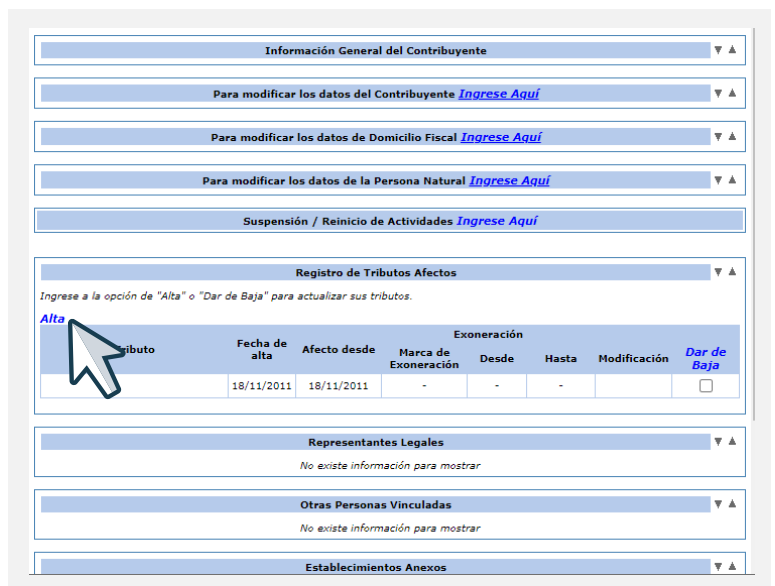 Información General del Contribuyente
Para modificar los datos del Contribuyente Ingrese Aquí
Para modificar los datos de Domicilio Fiscal Ingrese Aquí
Para modificar los datos de la Persona Natural Ingrese Aquí
Suspensión / Reinicio de Actividades Ingrese Aquí
Registro de Tributos Afectos
Ingrese a la opción de "Alta" o "Dar de Baja" para actualizar sus tributos.
Alta
Exoneración
Fecha de alta Afecto desde Marca de Exoneración Desde Hasta Modificación Dar de Baja
18/11/2011 18/11/2011 - - -
Representantes Legales
No existe información para mostrar
Otras Personas Vinculadas
No existe información para mostrar
Establecimientos Anexos